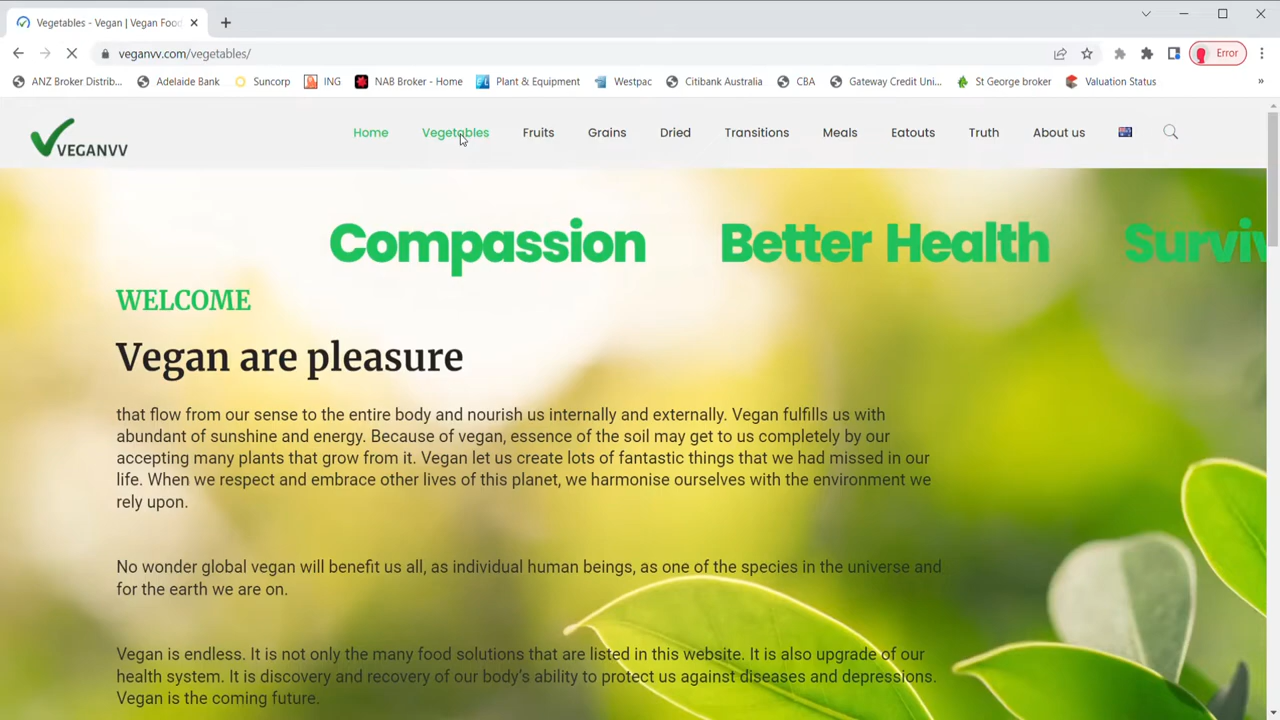 Vegetables - Vegan | Vegan Food
veganvv.com/vegetables/
Error
ANZ Broker Distrib... Adelaide Bank Suncorp ING NAB Broker - Home Plant & Equipment Westpac Citibank Australia CBA Gateway Credit Uni... St George broker Valuation Status »
VEGANVV
Home Vegetables Fruits Grains Dried Transitions Meals Eatouts Truth About us
Compassion Better Health Surviv
WELCOME
Vegan are pleasure
that flow from our sense to the entire body and nourish us internally and externally. Vegan fulfills us with
abundant of sunshine and energy. Because of vegan, essence of the soil may get to us completely by our
accepting many plants that grow from it. Vegan let us create lots of fantastic things that we had missed in our
life. When we respect and embrace other lives of this planet, we harmonise ourselves with the environment we
rely upon.
No wonder global vegan will benefit us all, as individual human beings, as one of the species in the universe and
for the earth we are on.
Vegan is endless. It is not only the many food solutions that are listed in this website. It is also upgrade of our
health system. It is discovery and recovery of our body's ability to protect us against diseases and depressions.
Vegan is the coming future.